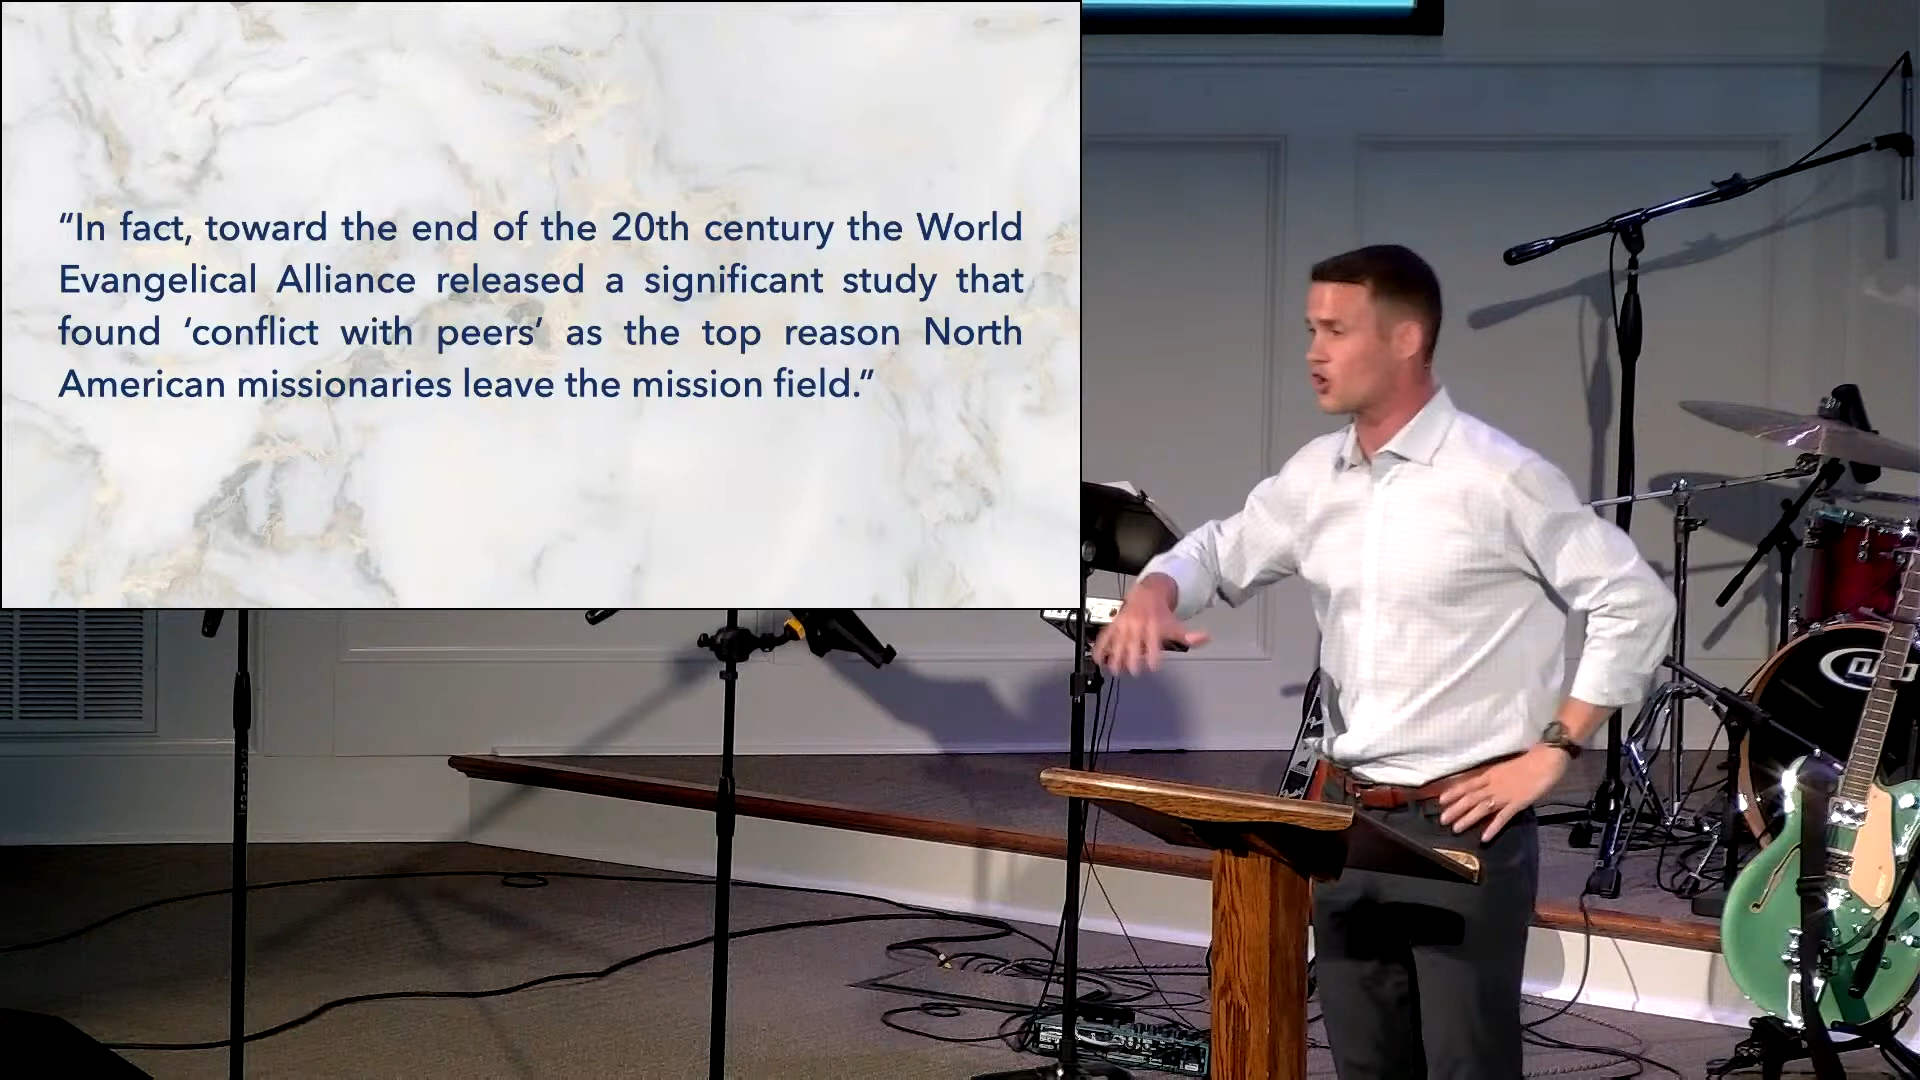 “In fact, toward the end of the 20th century the World
Evangelical Alliance released a significant study that
found ‘conflict with peers’ as the top reason North
American missionaries leave the mission field.”